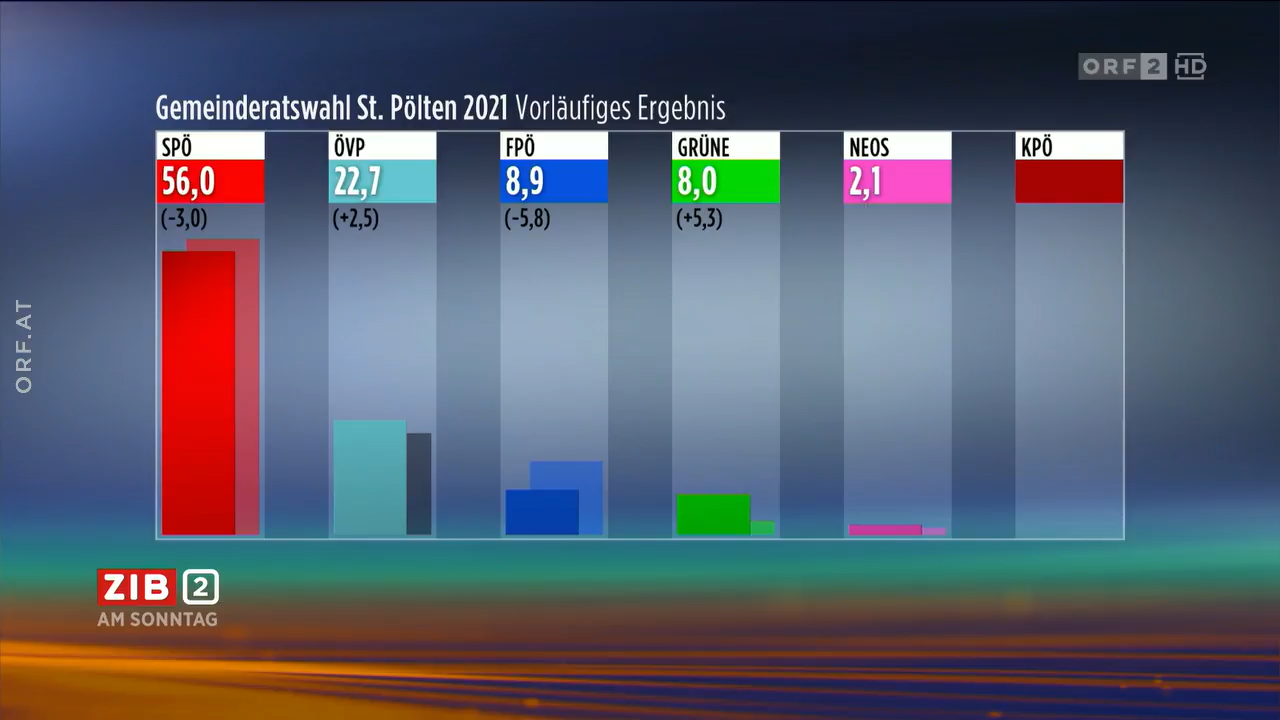 ORF 2 HD
Gemeinderatswahl St. Pölten 2021 Vorläufiges Ergebnis
SPÖ ÖVP FPÖ GRÜNE NEOS KPÖ
56,0 22,7 8,9 8,0 2,1
(-3,0) (+2,5) (-5,8) (+5,3)
ORF.AT
ZIB 2
AM SONNTAG